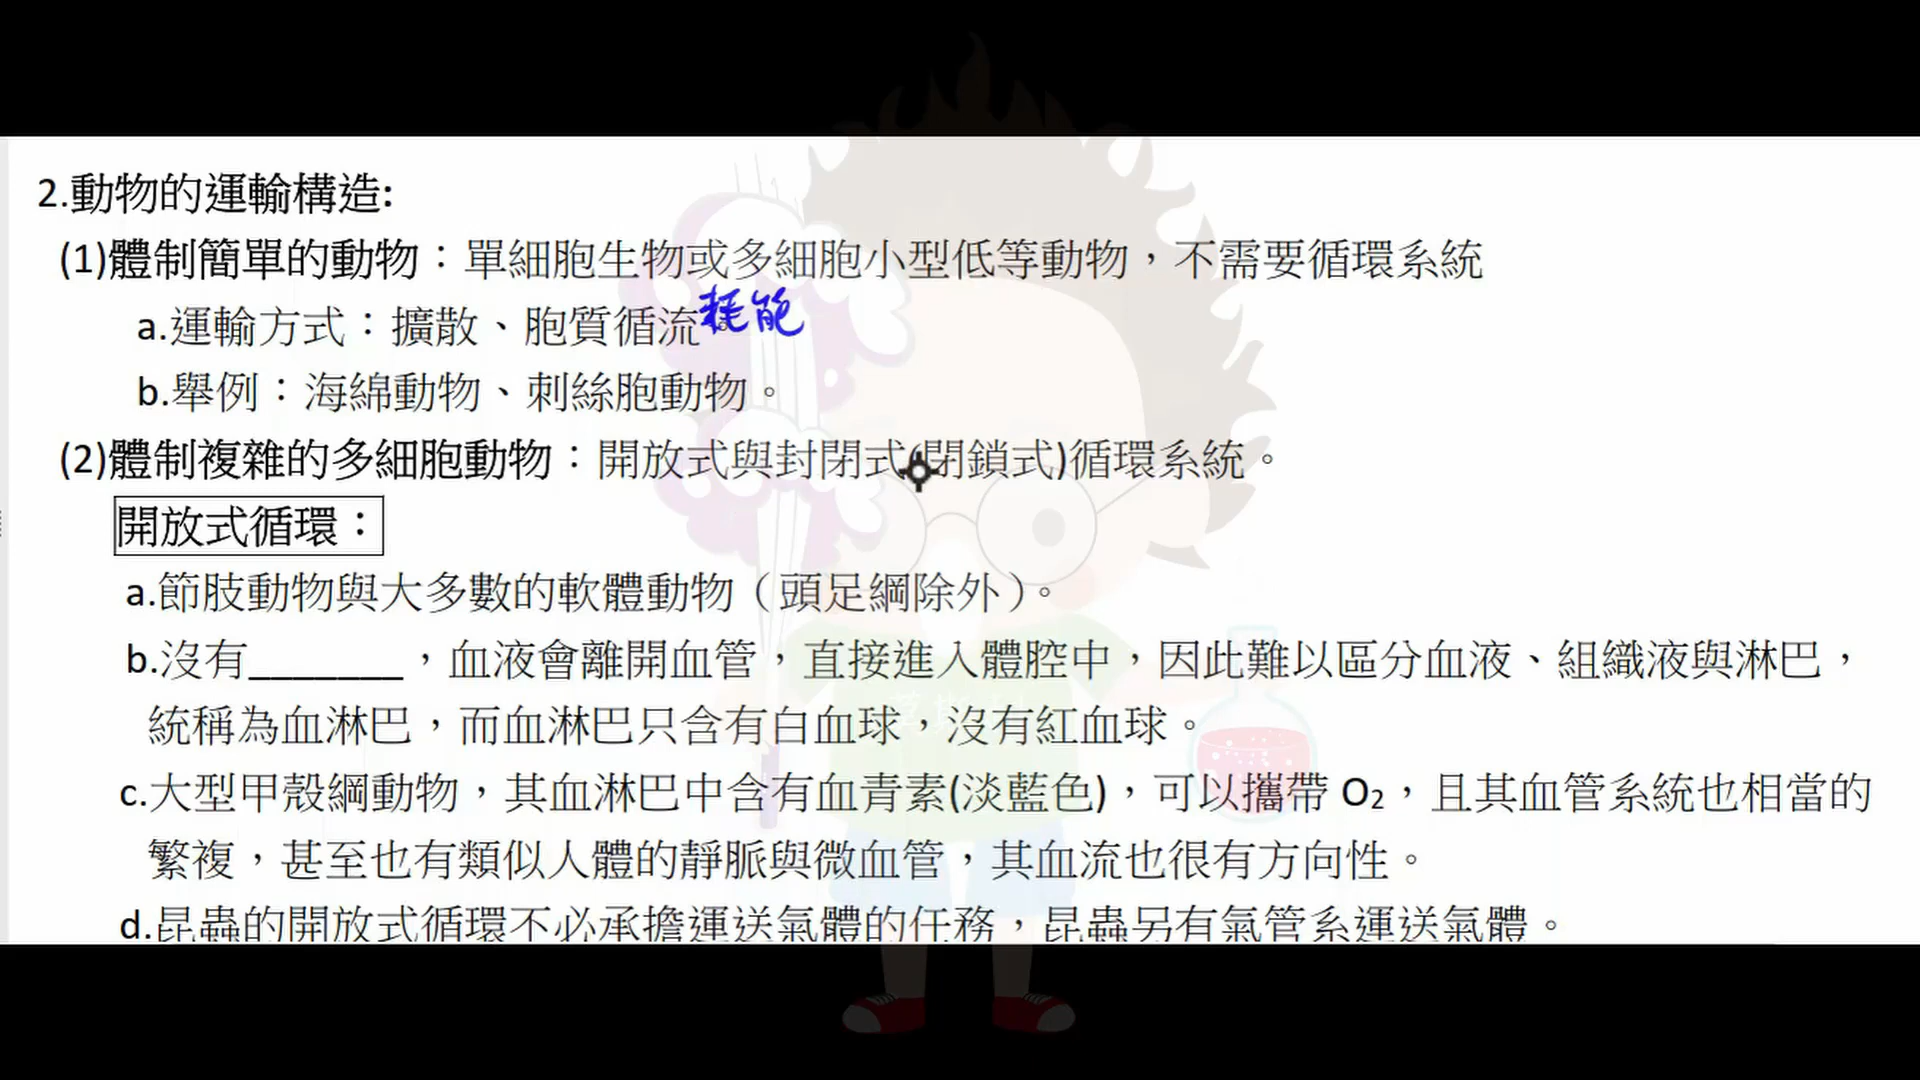 2.動物的運輸構造:
(1)體制簡單的動物：單細胞生物或多細胞小型低等動物，不需要循環系統
a.運輸方式：擴散、胞質循流 耗能
b.舉例：海綿動物、刺絲胞動物。
(2)體制複雜的多細胞動物：開放式與封閉式(閉鎖式)循環系統。
開放式循環：
a.節肢動物與大多數的軟體動物（頭足綱除外）。
b.沒有_______，血液會離開血管，直接進入體腔中，因此難以區分血液、組織液與淋巴，
統稱為血淋巴，而血淋巴只含有白血球，沒有紅血球。
c.大型甲殼綱動物，其血淋巴中含有血青素(淡藍色)，可以攜帶 O₂，且其血管系統也相當的
繁複，甚至也有類似人體的靜脈與微血管，其血流也很有方向性。
d.昆蟲的開放式循環不必承擔運送氣體的任務，昆蟲另有氣管系運送氣體。